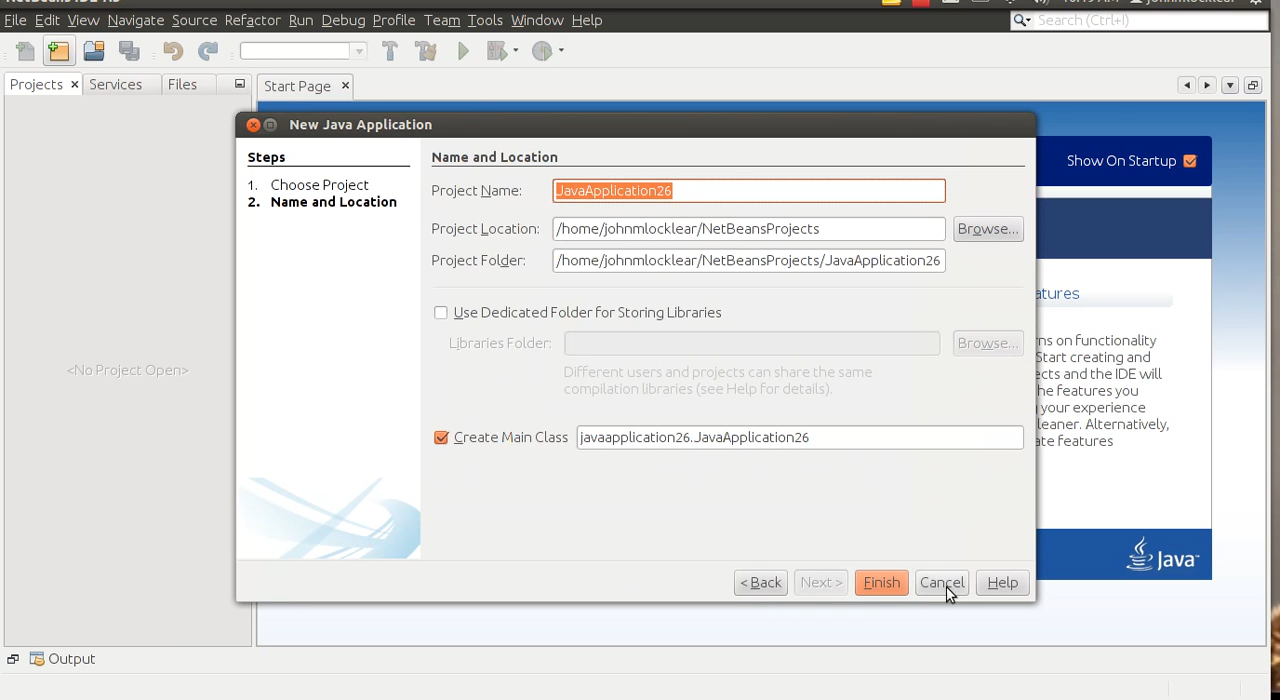 File Edit View Navigate Source Refactor Run Debug Profile Team Tools Window Help
Search (Ctrl+I)
Projects Services Files
Start Page
New Java Application
Show On Startup
Steps
1. Choose Project
2. Name and Location
Name and Location
Project Name: JavaApplication26
Project Location: /home/johnmlocklear/NetBeansProjects Browse...
Project Folder: /home/johnmlocklear/NetBeansProjects/JavaApplication26
Use Dedicated Folder for Storing Libraries
Libraries Folder: Browse...
Different users and projects can share the same
compilation libraries (see Help for details).
Create Main Class javaapplication26.JavaApplication26
< Back Next > Finish Cancel Help
<No Project Open>
atures
ns on functionality
Start creating and
ects and the IDE will
he features you
your experience
leaner. Alternatively,
ate features
Java
Output